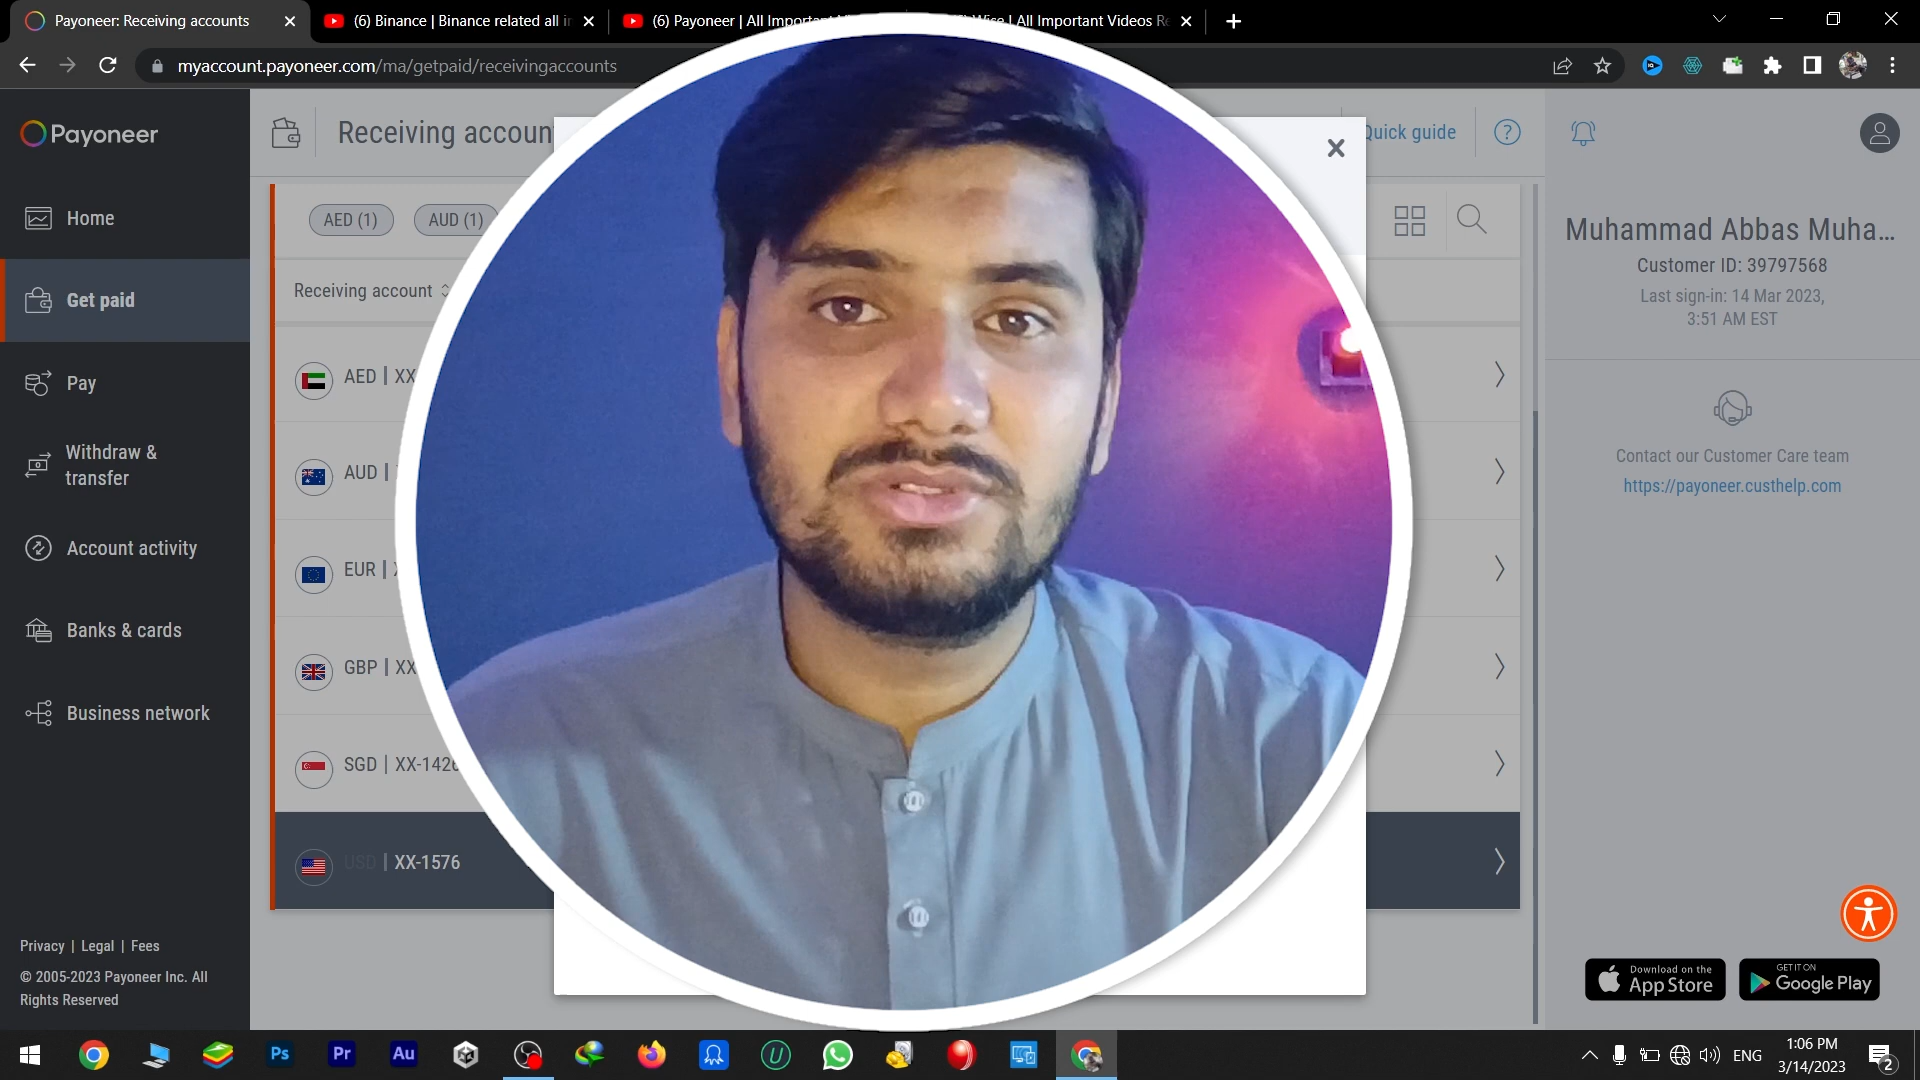 Payoneer: Receiving accounts
(6) Binance | Binance related all i
(6) Payoneer | All Important
All Important Videos Re
myaccount.payoneer.com/ma/getpaid/receivingaccounts
Payoneer
Receiving accoun
Quick guide
?
Home
Get paid
Pay
Withdraw &
transfer
Account activity
Banks & cards
Business network
AED (1)
AUD (1)
Receiving account
AED | XX
AUD |
EUR |
GBP | XX
SGD | XX-1426
USD | XX-1576
Muhammad Abbas Muha...
Customer ID: 39797568
Last sign-in: 14 Mar 2023,
3:51 AM EST
Contact our Customer Care team
https://payoneer.custhelp.com
Download on the
App Store
GET IT ON
Google Play
Privacy | Legal | Fees
© 2005-2023 Payoneer Inc. All
Rights Reserved
Ps
Pr
Au
U
ENG
1:06 PM
3/14/2023
2